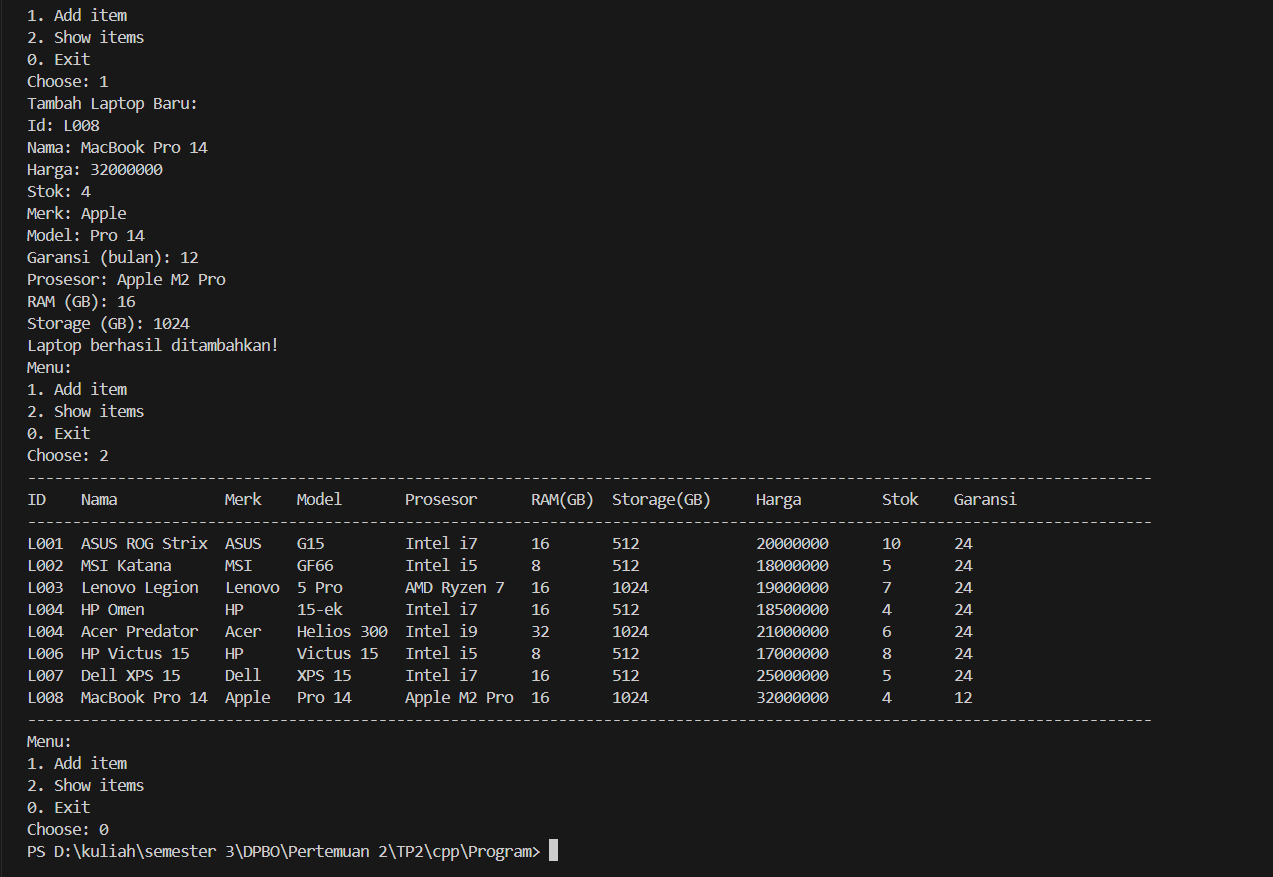 1. Add item
2. Show items
0. Exit
Choose: 1
Tambah Laptop Baru:
Id: L008
Nama: MacBook Pro 14
Harga: 32000000
Stok: 4
Merk: Apple
Model: Pro 14
Garansi (bulan): 12
Prosesor: Apple M2 Pro
RAM (GB): 16
Storage (GB): 1024
Laptop berhasil ditambahkan!
Menu:
1. Add item
2. Show items
0. Exit
Choose: 2
-----------------------------------------------------------------------------------------------------------------------------
ID    Nama            Merk    Model       Prosesor      RAM(GB)  Storage(GB)     Harga         Stok    Garansi
-----------------------------------------------------------------------------------------------------------------------------
L001  ASUS ROG Strix  ASUS    G15         Intel i7      16       512             20000000      10      24
L002  MSI Katana      MSI     GF66        Intel i5      8        512             18000000      5       24
L003  Lenovo Legion   Lenovo  5 Pro       AMD Ryzen 7   16       1024            19000000      7       24
L004  HP Omen         HP      15-ek       Intel i7      16       512             18500000      4       24
L004  Acer Predator   Acer    Helios 300  Intel i9      32       1024            21000000      6       24
L006  HP Victus 15    HP      Victus 15   Intel i5      8        512             17000000      8       24
L007  Dell XPS 15     Dell    XPS 15      Intel i7      16       512             25000000      5       24
L008  MacBook Pro 14  Apple   Pro 14      Apple M2 Pro  16       1024            32000000      4       12
-----------------------------------------------------------------------------------------------------------------------------
Menu:
1. Add item
2. Show items
0. Exit
Choose: 0
PS D:\kuliah\semester 3\DPBO\Pertemuan 2\TP2\cpp\Program>